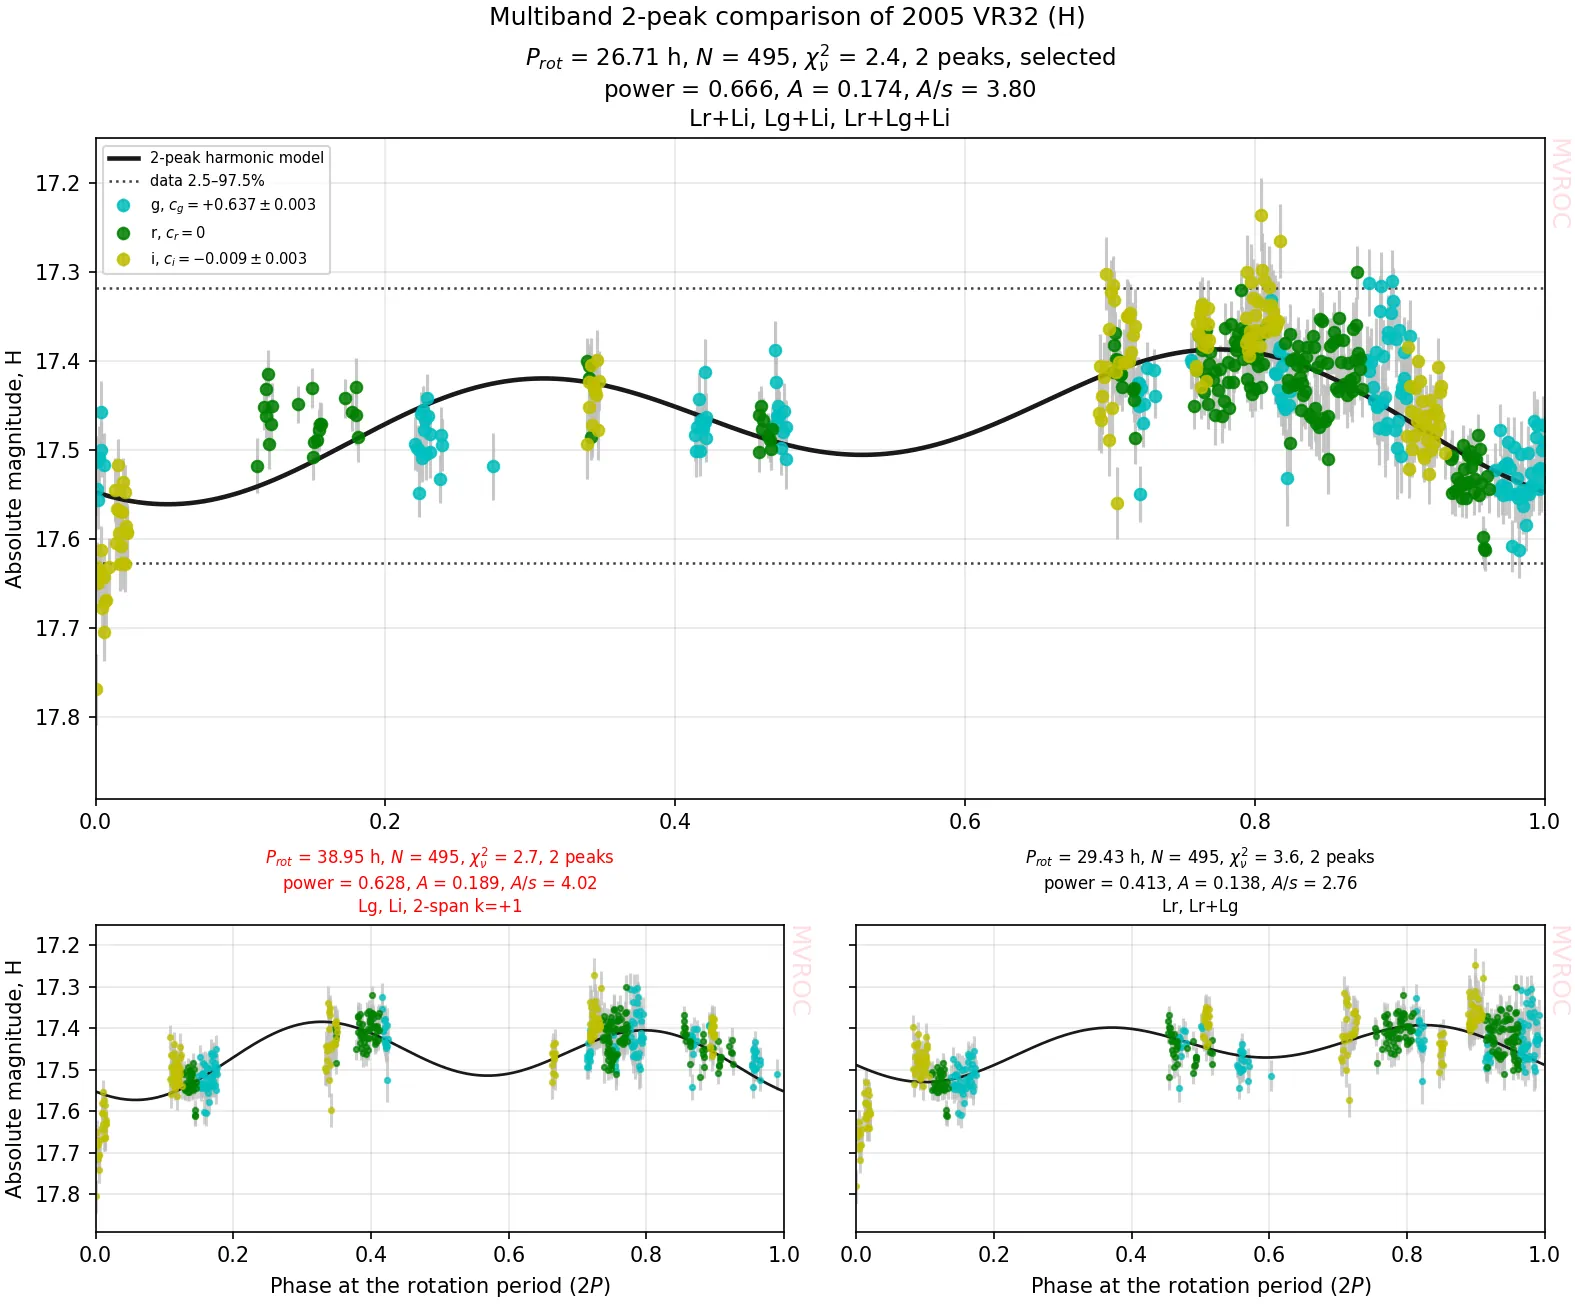 Multiband 2-peak comparison of 2005 VR32 (H)
P_rot = 26.71 h, N = 495, χ²_ν = 2.4, 2 peaks, selected
power = 0.666, A = 0.174, A/s = 3.80
Lr+Li, Lg+Li, Lr+Lg+Li
2-peak harmonic model
data 2.5–97.5%
g, c_g = +0.637 ± 0.003
r, c_r = 0
i, c_i = −0.009 ± 0.003
MVROC
Absolute magnitude, H
17.2
17.3
17.4
17.5
17.6
17.7
17.8
0.0 0.2 0.4 0.6 0.8 1.0
P_rot = 38.95 h, N = 495, χ²_ν = 2.7, 2 peaks
power = 0.628, A = 0.189, A/s = 4.02
Lg, Li, 2-span k=+1
MVROC
Absolute magnitude, H
17.2
17.3
17.4
17.5
17.6
17.7
17.8
0.0 0.2 0.4 0.6 0.8 1.0
Phase at the rotation period (2P)
P_rot = 29.43 h, N = 495, χ²_ν = 3.6, 2 peaks
power = 0.413, A = 0.138, A/s = 2.76
Lr, Lr+Lg
MVROC
0.0 0.2 0.4 0.6 0.8 1.0
Phase at the rotation period (2P)